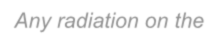 Any radiation on the